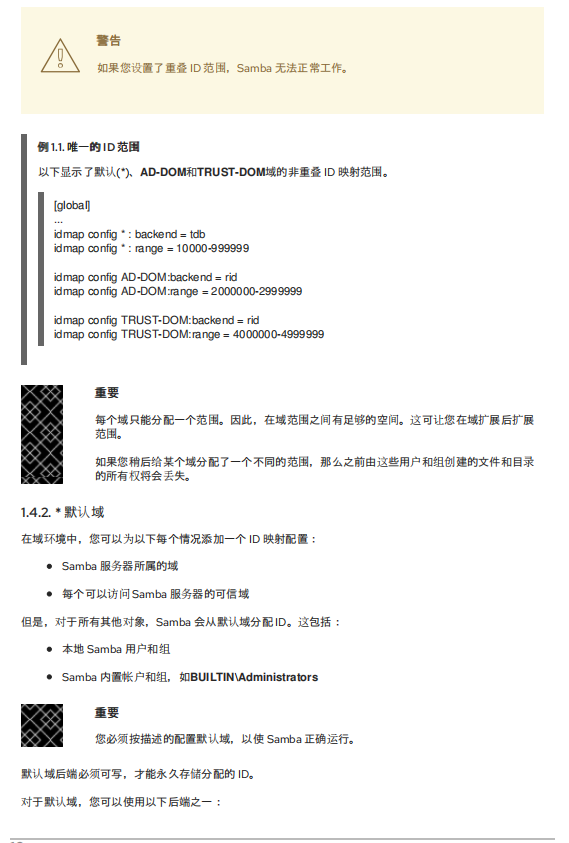 警告
如果您设置了重叠 ID 范围，Samba 无法正常工作。
例 1.1. 唯一的 ID 范围
以下显示了默认(*)、AD-DOM和TRUST-DOM域的非重叠 ID 映射范围。
[global]
...
idmap config * : backend = tdb
idmap config * : range = 10000-999999
idmap config AD-DOM:backend = rid
idmap config AD-DOM:range = 2000000-2999999
idmap config TRUST-DOM:backend = rid
idmap config TRUST-DOM:range = 4000000-4999999
重要
每个域只能分配一个范围。因此，在域范围之间有足够的空间。这可让您在域扩展后扩展
范围。
如果您稍后给某个域分配了一个不同的范围，那么之前由这些用户和组创建的文件和目录
的所有权将会丢失。
1.4.2. * 默认域
在域环境中，您可以为以下每个情况添加一个 ID 映射配置：
● Samba 服务器所属的域
● 每个可以访问 Samba 服务器的可信域
但是，对于所有其他对象，Samba 会从默认域分配 ID。这包括：
● 本地 Samba 用户和组
● Samba 内置帐户和组，如BUILTIN\Administrators
重要
您必须按描述的配置默认域，以使 Samba 正确运行。
默认域后端必须可写，才能永久存储分配的 ID。
对于默认域，您可以使用以下后端之一：